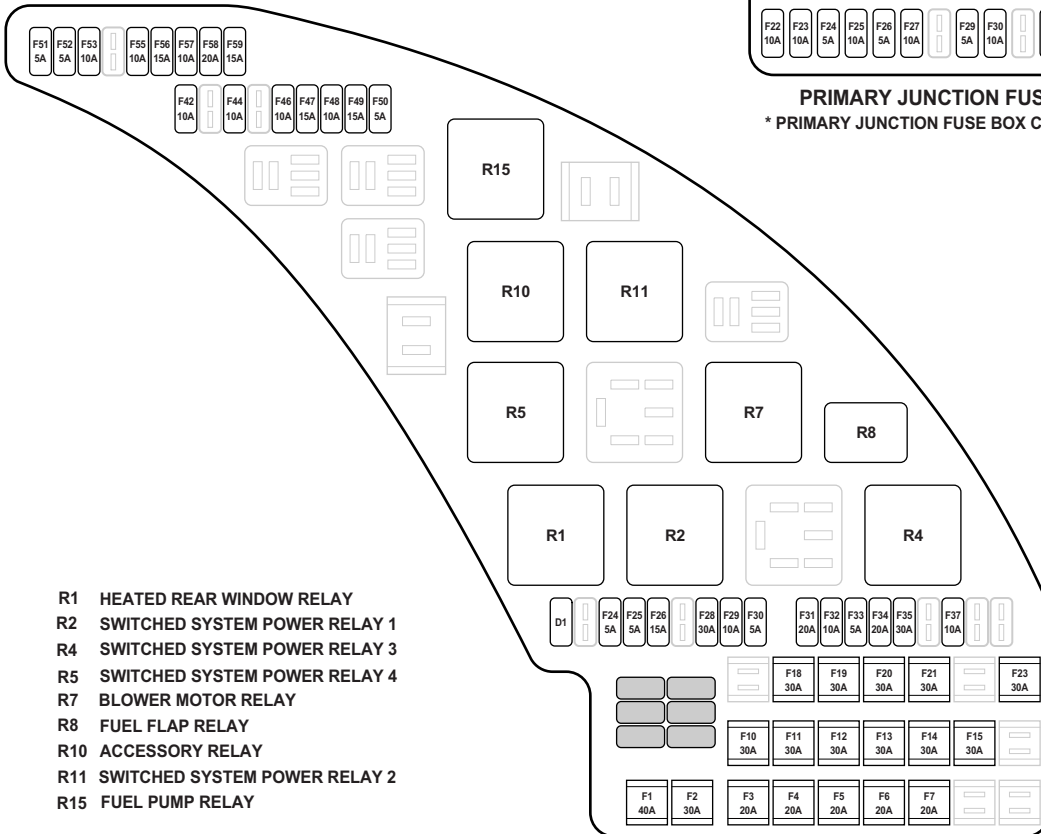 F22 F23 F24 F25 F26 F27 F29 F30
10A 10A 5A 10A 5A 10A 5A 10A
PRIMARY JUNCTION FUS
* PRIMARY JUNCTION FUSE BOX C
F51 F52 F53 F55 F56 F57 F58 F59
5A 5A 10A 10A 15A 10A 20A 15A
F42 F44 F46 F47 F48 F49 F50
10A 10A 10A 15A 10A 15A 5A
R15
R10 R11
R5 R7 R8
R1 R2 R4
D1 F24 F25 F26 F28 F29 F30 F31 F32 F33 F34 F35 F37
5A 5A 15A 30A 10A 5A 20A 10A 5A 20A 30A 10A
F18 F19 F20 F21 F23
30A 30A 30A 30A 30A
F10 F11 F12 F13 F14 F15
30A 30A 30A 30A 30A 30A
F1 F2 F3 F4 F5 F6 F7
40A 30A 20A 20A 20A 20A 20A
R1 HEATED REAR WINDOW RELAY
R2 SWITCHED SYSTEM POWER RELAY 1
R4 SWITCHED SYSTEM POWER RELAY 3
R5 SWITCHED SYSTEM POWER RELAY 4
R7 BLOWER MOTOR RELAY
R8 FUEL FLAP RELAY
R10 ACCESSORY RELAY
R11 SWITCHED SYSTEM POWER RELAY 2
R15 FUEL PUMP RELAY